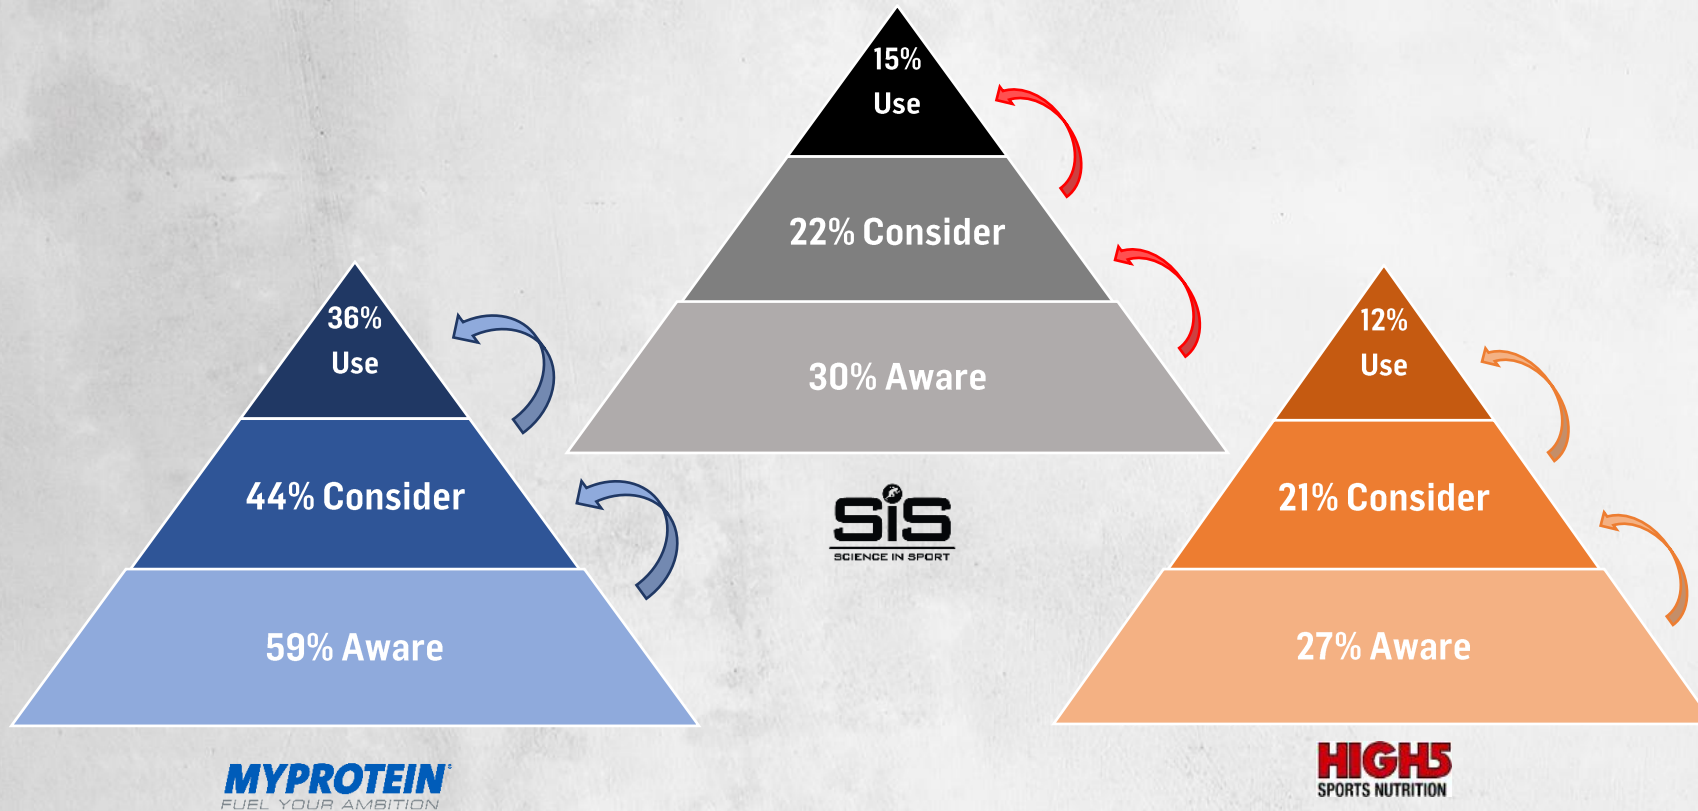 15%
Use
22% Consider
30% Aware
SiS
SCIENCE IN SPORT
36%
Use
44% Consider
59% Aware
MYPROTEIN
FUEL YOUR AMBITION
12%
Use
21% Consider
27% Aware
HIGH5
SPORTS NUTRITION